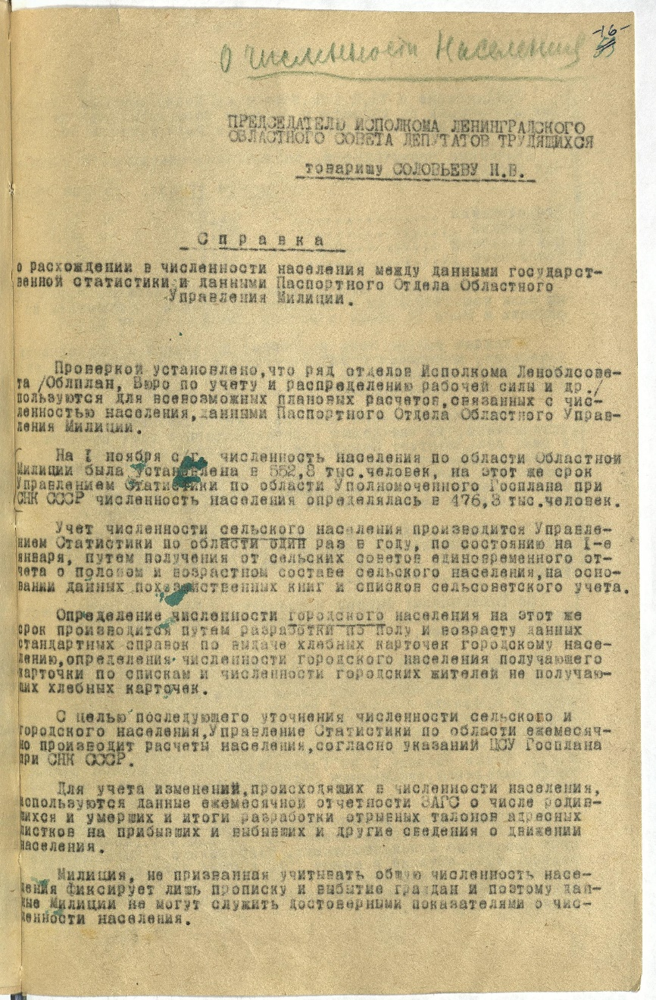 -16-
О численности Населения
ПРЕДСЕДАТЕЛЮ ИСПОЛКОМА ЛЕНИНГРАДСКОГО
ОБЛАСТНОГО СОВЕТА ДЕПУТАТОВ ТРУДЯЩИХСЯ
товарищу СОЛОВЬЕВУ Н.В.
С п р а в к а
о расхождении в численности населения между данными государст-
венной статистики и данными Паспортного Отдела Областного
Управления Милиции.
Проверкой установлено,что ряд отделов Исполкома Леноблсове-
та /Облплан, Бюро по учету и распределению рабочей силы и др./
пользуются для всевозможных плановых расчетов,связанных с чис-
ленностью населения,данными Паспортного Отдела Областного Управ-
ления Милиции.
На I ноября с/г. численность населения по области Областной
Милиции была установлена в 552,8 тыс.человек, на этот же срок
Управлением Статистики по области Уполномоченного Госплана при
СНК СССР численность населения определялась в 476,3 тыс.человек.
Учет численности сельского населения производится Управле-
нием Статистики по области один раз в году, по состоянию на I-е
января, путем получения от сельских советов единовременного от-
чета о половом и возрастном составе сельского населения,на осно-
вании данных похозяйственных книг и списков сельсоветского учета.
Определение численности городского населения на этот же
срок производится путем разработки по полу и возрасту данных
стандартных справок по выдаче хлебных карточек городскому насе-
лению,определения численности городского населения получающего
карточки по спискам и численности городских жителей не получаю-
щих хлебных карточек.
С целью последующего уточнения численности сельского и
городского населения,Управление Статистики по области ежемесяч-
но производит расчеты населения,согласно указаний ЦСУ Госплана
при СНК СССР.
Для учета изменений,происходящих в численности населения,
используются данные ежемесячной отчетности ЗАГС о числе родив-
шихся и умерших и итоги разработки отрывных талонов адресных
листков на прибывших и выбывших и другие сведения о движении
населения.
Милиция, не призванная учитывать общую численность насе-
ления фиксирует лишь прописку и выбытие граждан и поэтому дан-
ные Милиции не могут служить достоверными показателями о чис-
ленности населения.